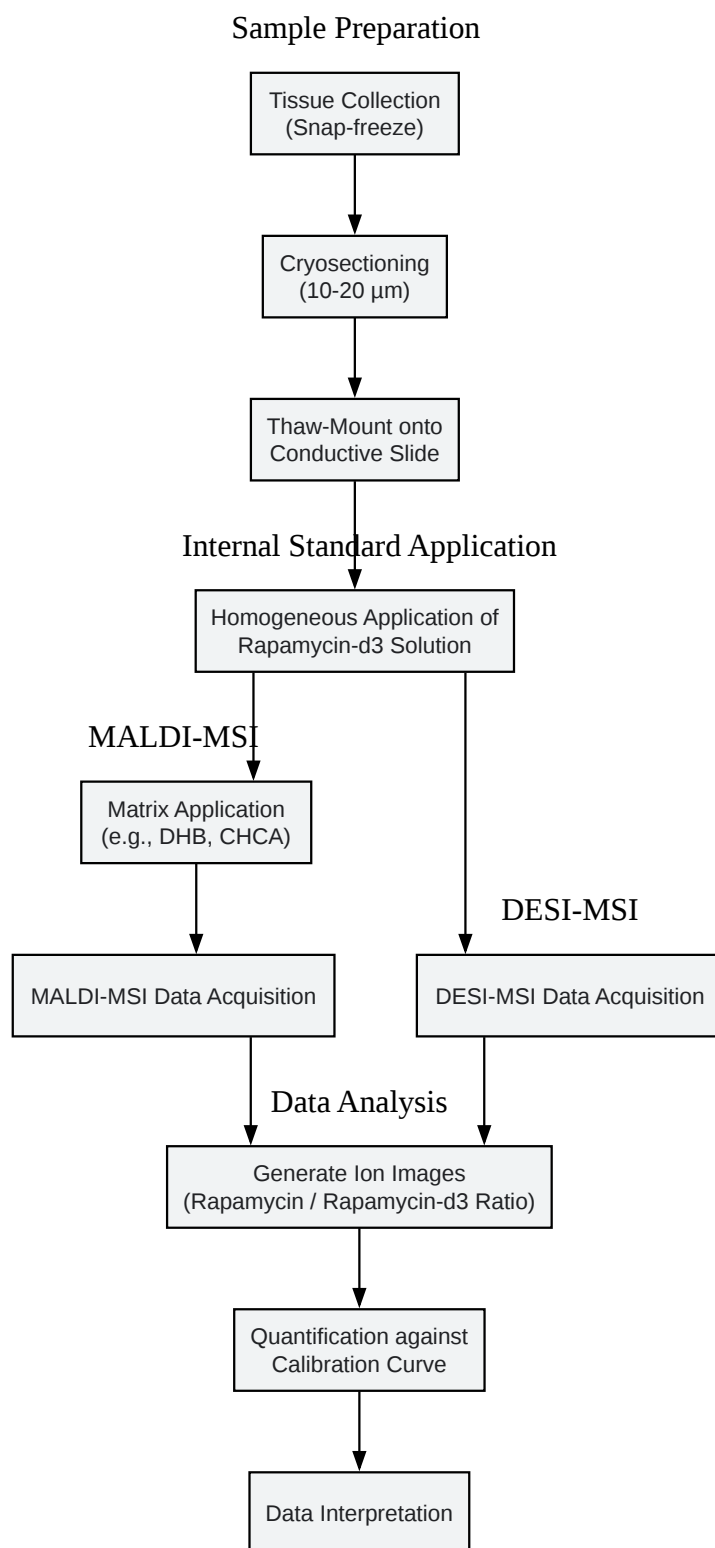 Sample Preparation
Tissue Collection
(Snap-freeze)
Cryosectioning
(10-20 µm)
Thaw-Mount onto
Conductive Slide
Internal Standard Application
Homogeneous Application of
Rapamycin-d3 Solution
MALDI-MSI
Matrix Application
(e.g., DHB, CHCA)
DESI-MSI
MALDI-MSI Data Acquisition
DESI-MSI Data Acquisition
Data Analysis
Generate Ion Images
(Rapamycin / Rapamycin-d3 Ratio)
Quantification against
Calibration Curve
Data Interpretation